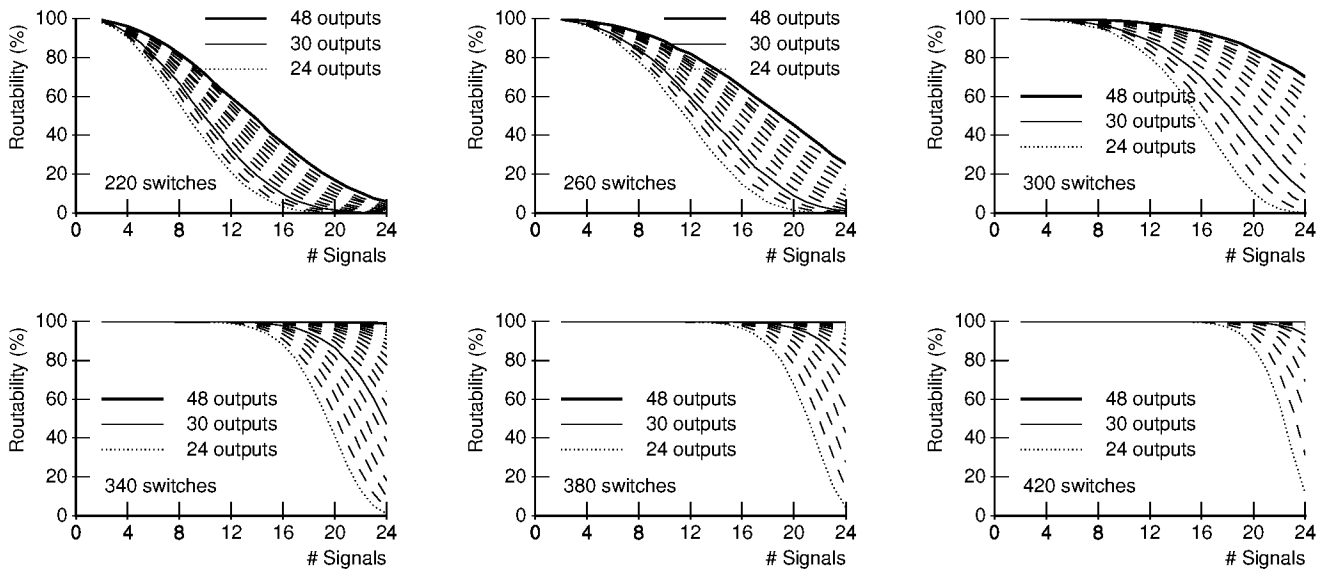 Routability (%)
100
80
60
40
20
0
48 outputs
30 outputs
24 outputs
220 switches
0 4 8 12 16 20 24
# Signals
Routability (%)
100
80
60
40
20
0
48 outputs
30 outputs
24 outputs
260 switches
0 4 8 12 16 20 24
# Signals
Routability (%)
100
80
60
40
20
0
48 outputs
30 outputs
24 outputs
300 switches
0 4 8 12 16 20 24
# Signals
Routability (%)
100
80
60
40
20
0
48 outputs
30 outputs
24 outputs
340 switches
0 4 8 12 16 20 24
# Signals
Routability (%)
100
80
60
40
20
0
48 outputs
30 outputs
24 outputs
380 switches
0 4 8 12 16 20 24
# Signals
Routability (%)
100
80
60
40
20
0
48 outputs
30 outputs
24 outputs
420 switches
0 4 8 12 16 20 24
# Signals